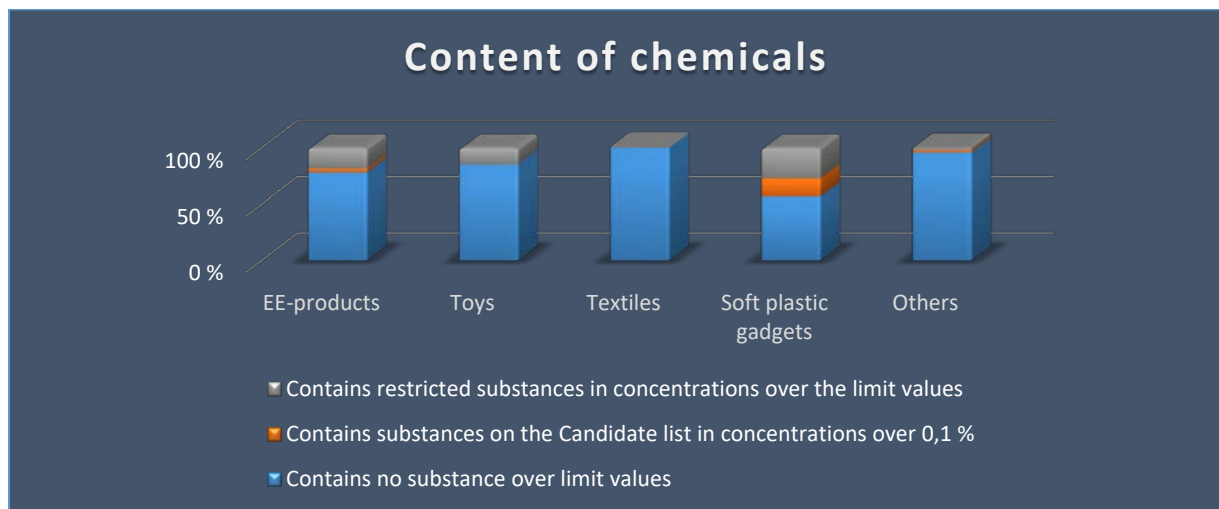 Content of chemicals
100 %
50 %
0 %
EE-products
Toys
Textiles
Soft plastic
gadgets
Others
Contains restricted substances in concentrations over the limit values
Contains substances on the Candidate list in concentrations over 0,1 %
Contains no substance over limit values